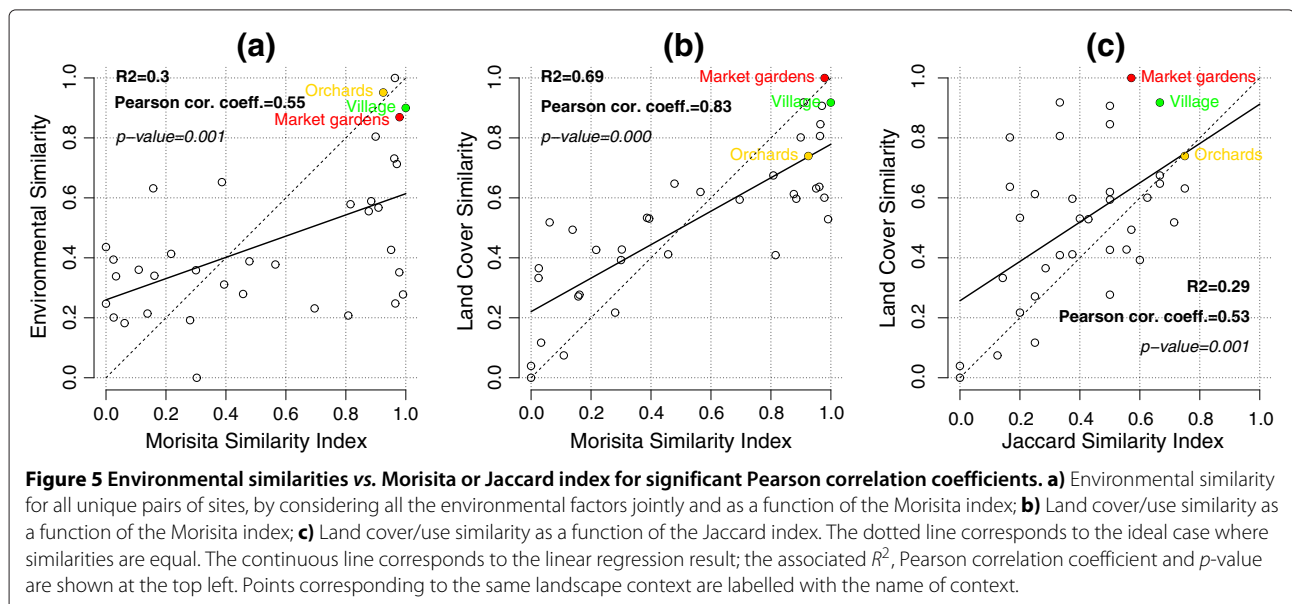 (a)
R2=0.3
Pearson cor. coeff.=0.55
p−value=0.001
Orchards
Village
Market gardens
Environmental Similarity
0.0 0.2 0.4 0.6 0.8 1.0
0.0 0.2 0.4 0.6 0.8 1.0
Morisita Similarity Index
(b)
R2=0.69
Pearson cor. coeff.=0.83
p−value=0.000
Market gardens
Village
Orchards
Land Cover Similarity
0.0 0.2 0.4 0.6 0.8 1.0
0.0 0.2 0.4 0.6 0.8 1.0
Morisita Similarity Index
(c)
Market gardens
Village
Orchards
R2=0.29
Pearson cor. coeff.=0.53
p−value=0.001
Land Cover Similarity
0.0 0.2 0.4 0.6 0.8 1.0
0.0 0.2 0.4 0.6 0.8 1.0
Jaccard Similarity Index
Figure 5 Environmental similarities vs. Morisita or Jaccard index for significant Pearson correlation coefficients. a) Environmental similarity
for all unique pairs of sites, by considering all the environmental factors jointly and as a function of the Morisita index; b) Land cover/use similarity as
a function of the Morisita index; c) Land cover/use similarity as a function of the Jaccard index. The dotted line corresponds to the ideal case where
similarities are equal. The continuous line corresponds to the linear regression result; the associated R², Pearson correlation coefficient and p-value
are shown at the top left. Points corresponding to the same landscape context are labelled with the name of context.